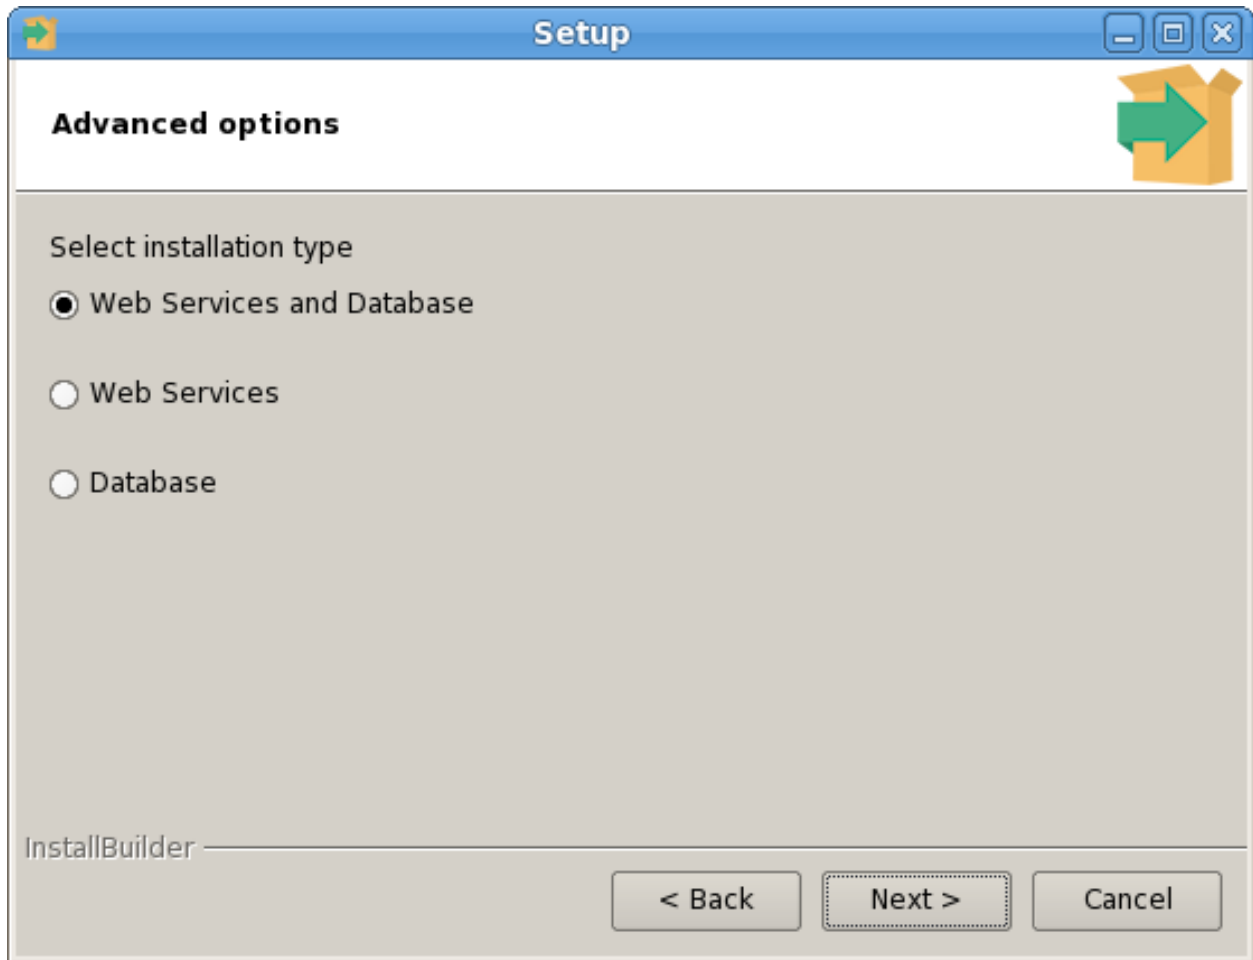 Setup
Advanced options
Select installation type
Web Services and Database
Web Services
Database
InstallBuilder
< Back Next > Cancel